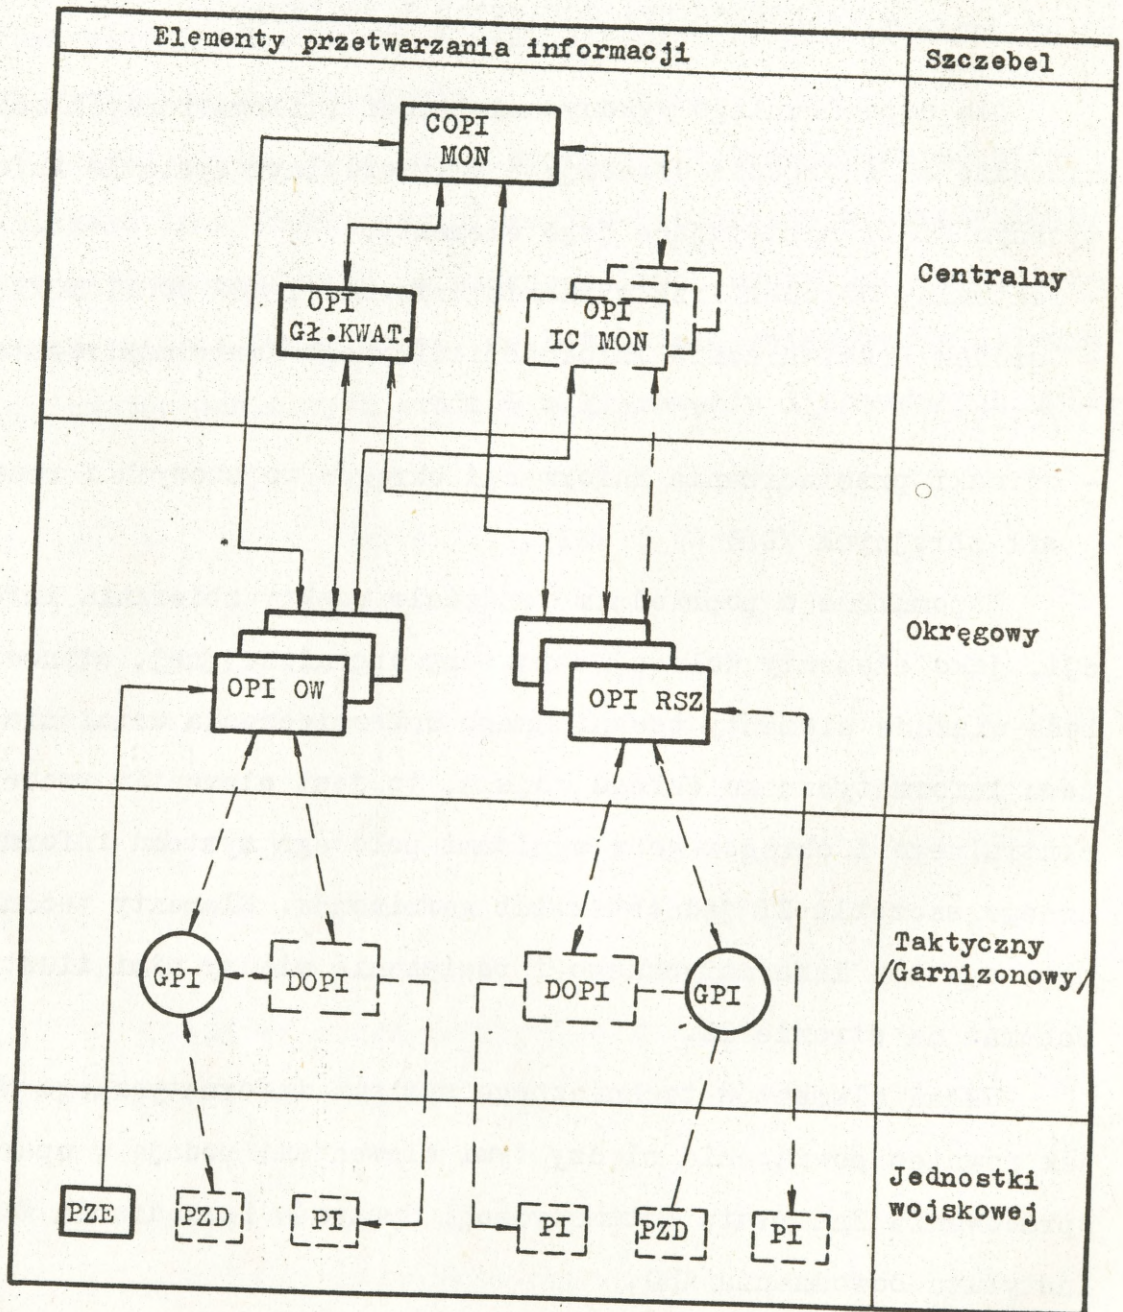 Elementy przetwarzania informacji
Szczebel
COPI
MON
Centralny
OPI
GŁ.KWAT.
OPI
IC MON
Okręgowy
OPI OW
OPI RSZ
Taktyczny
/Garnizonowy/
GPI
DOPI
DOPI
GPI
Jednostki
wojskowej
PZE
PZD
PI
PI
PZD
PI